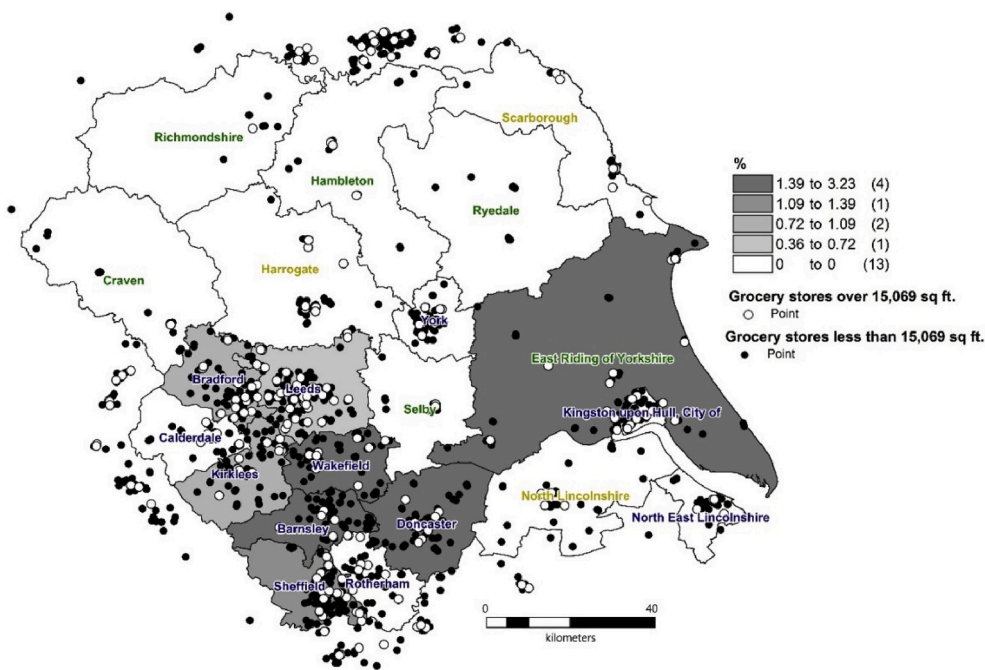 Scarborough
Richmondshire
Hambleton
Ryedale
Craven
Harrogate
York
East Riding of Yorkshire
Bradford
Leeds
Selby
Kingston upon Hull, City of
Calderdale
Wakefield
Kirklees
North Lincolnshire
North East Lincolnshire
Barnsley
Doncaster
Sheffield
Rotherham
%
1.39 to 3.23 (4)
1.09 to 1.39 (1)
0.72 to 1.09 (2)
0.36 to 0.72 (1)
0 to 0 (13)
Grocery stores over 15,069 sq ft.
Point
Grocery stores less than 15,069 sq ft.
Point
0 40
kilometers